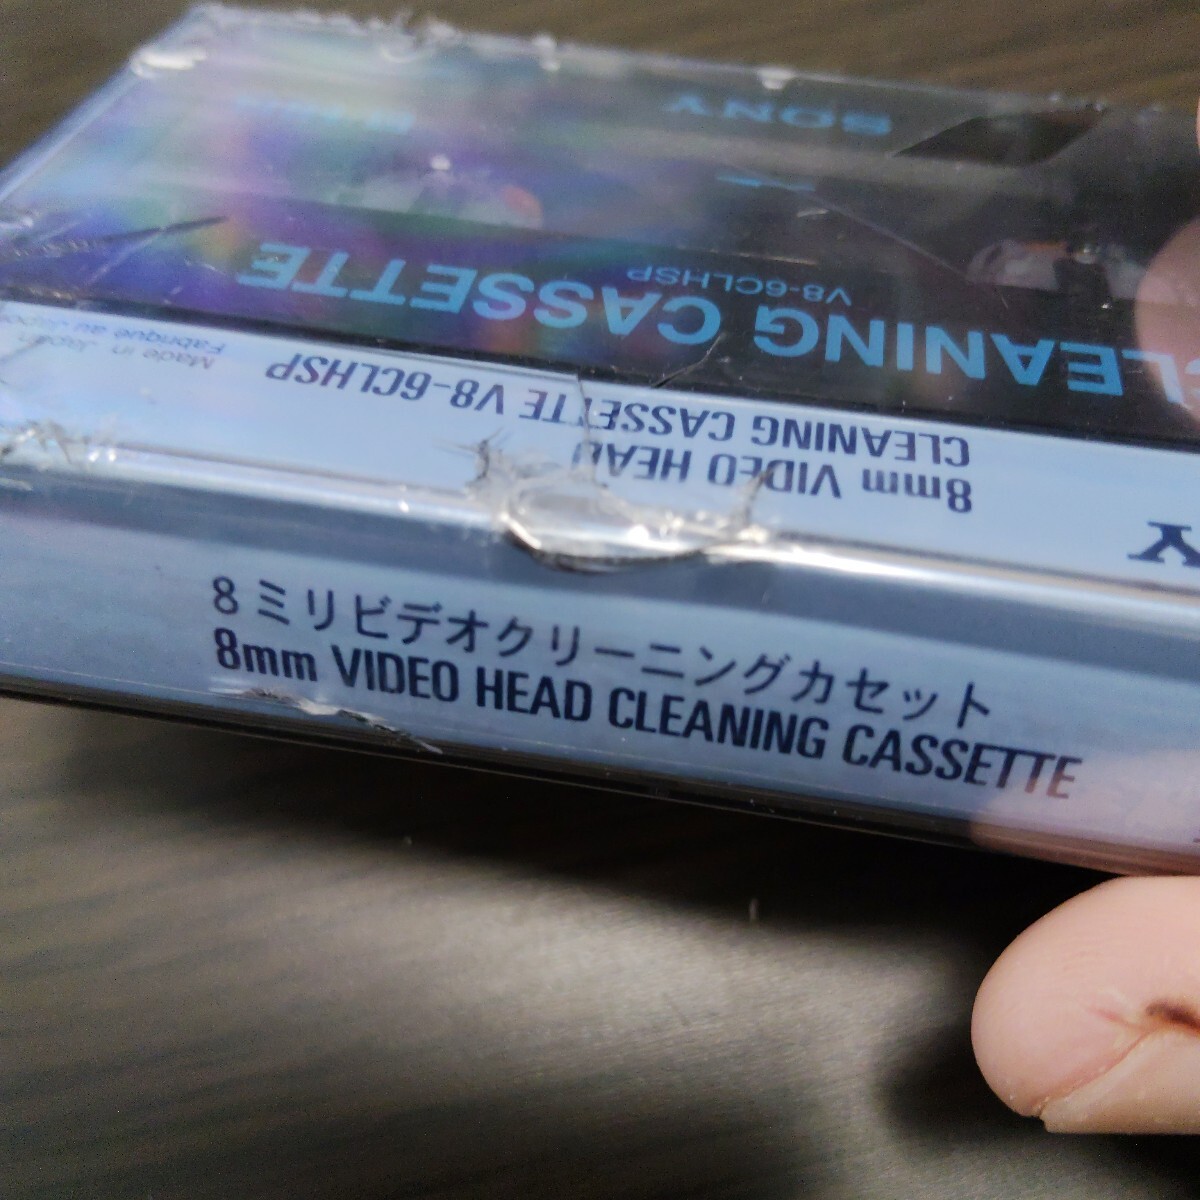 SONY
V8-6CLHSP
CLEANING CASSETTE
Made in Japan
Fabriqué au Japon
8mm VIDEO HEAD
CLEANING CASSETTE V8-6CLHSP
Y
8ミリビデオクリーニングカセット
8mm VIDEO HEAD CLEANING CASSETTE